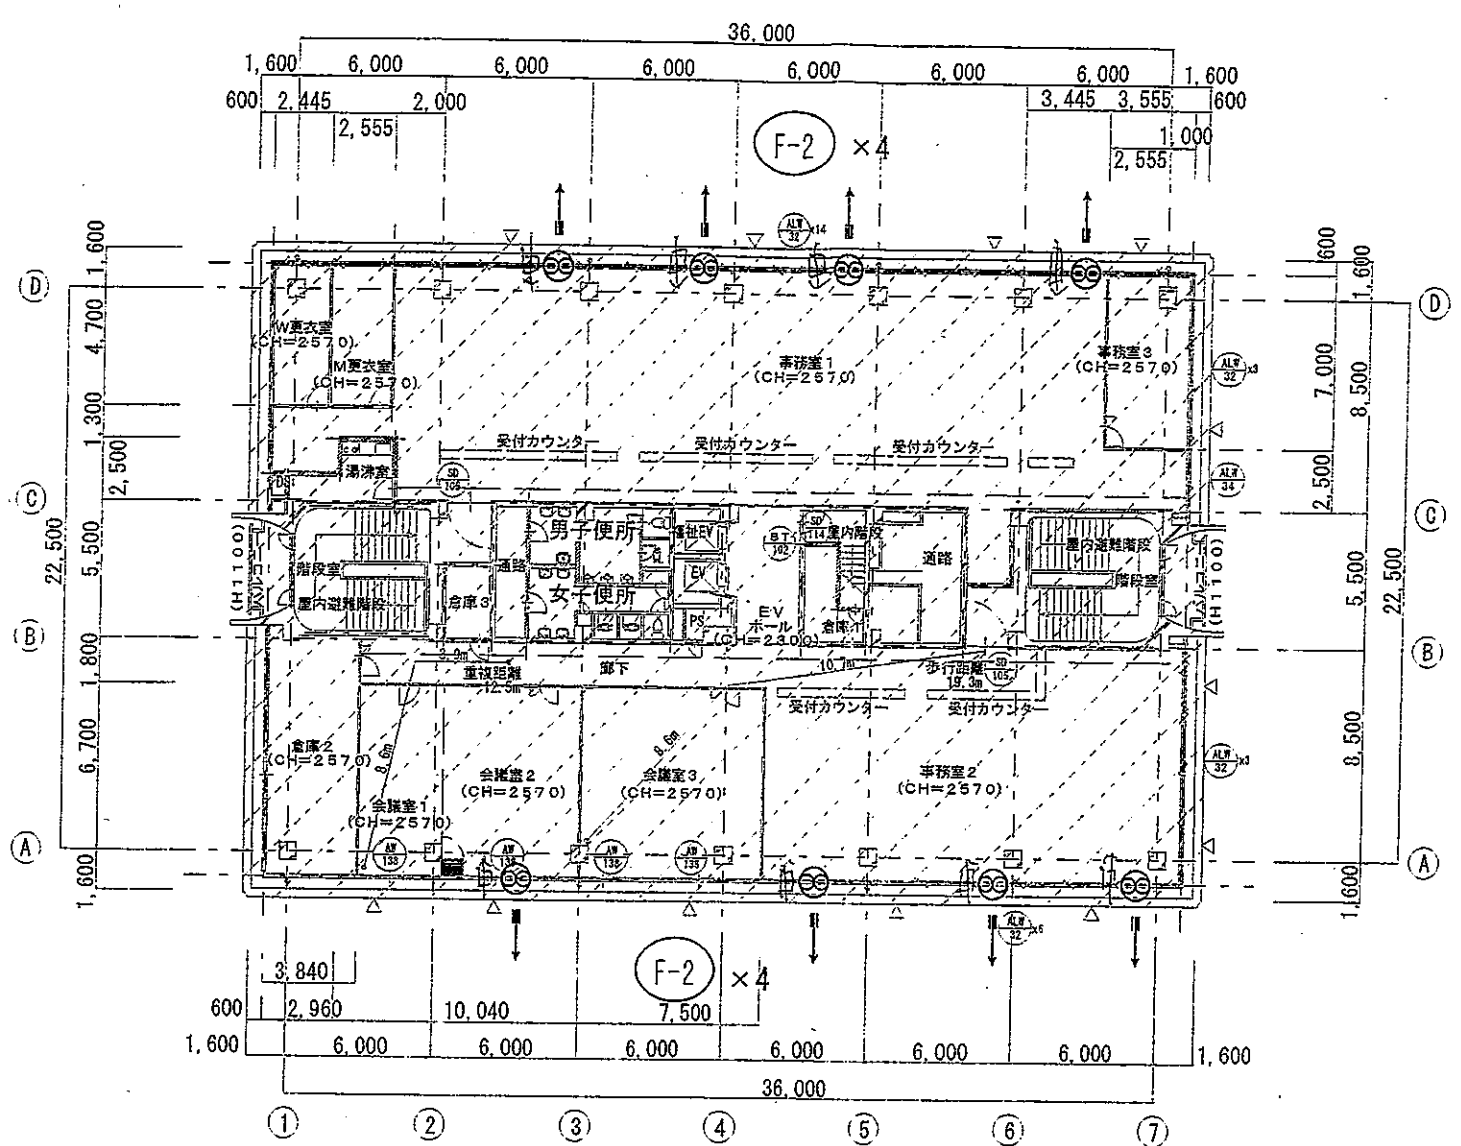 36,000
1,600 6,000 6,000 6,000 6,000 6,000 6,000 1,600
600 2,445 2,000 3,445 3,555 600
2,555 1,000
2,555
F-2 ×4
ALW 32 x14
1,600
600 1,600
D
D
4,700
W更衣室
(CH=2570)
M更衣室
(CH=2570)
事務室1
(CH=2570)
事務室3
(CH=2570)
ALW 32 x3
7,000
8,500
1,300
受付カウンター 受付カウンター 受付カウンター
2,500
湯沸室
DS
SD 105
ALW 34
2,500
C
C
男子便所
福祉EV
ST 102
SD 114
屋内階段
屋内避難階段
(H1100)
(H1100)
22,500
5,500
階段室
通路
EV
通路
階段室
屋内避難階段
倉庫3
女子便所
EV
ホール
(CH=2300)
PS
倉庫1
5,500
22,500
B
B
1,800
重複距離
12.5m
廊下
10.7m
歩行距離
19.3m
SD 105
受付カウンター 受付カウンター
6,700
倉庫2
(CH=2570)
8.6m
会議室1
(CH=2570)
会議室2
(CH=2570)
8.6m
会議室3
(CH=2570)
事務室2
(CH=2570)
ALW 32 x3
8,500
A
AW 138
AW 138
AW 138
AW 138
A
1,600
1,600
ALW 32 x6
F-2 ×4
3,840
600 2,960 10,040 7,500
1,600 6,000 6,000 6,000 6,000 6,000 6,000 1,600
36,000
1 2 3 4 5 6 7